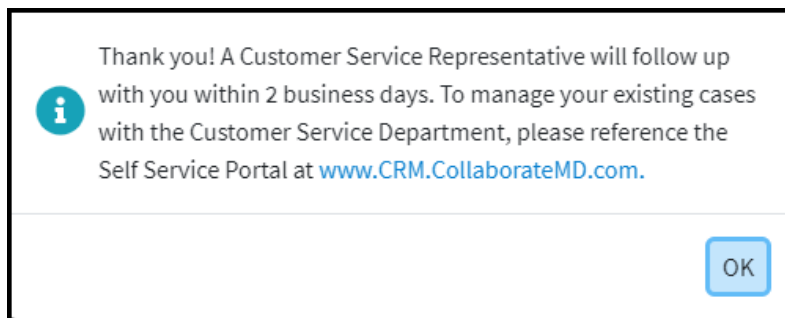 Thank you! A Customer Service Representative will follow up
with you within 2 business days. To manage your existing cases
with the Customer Service Department, please reference the
Self Service Portal at www.CRM.CollaborateMD.com.
OK